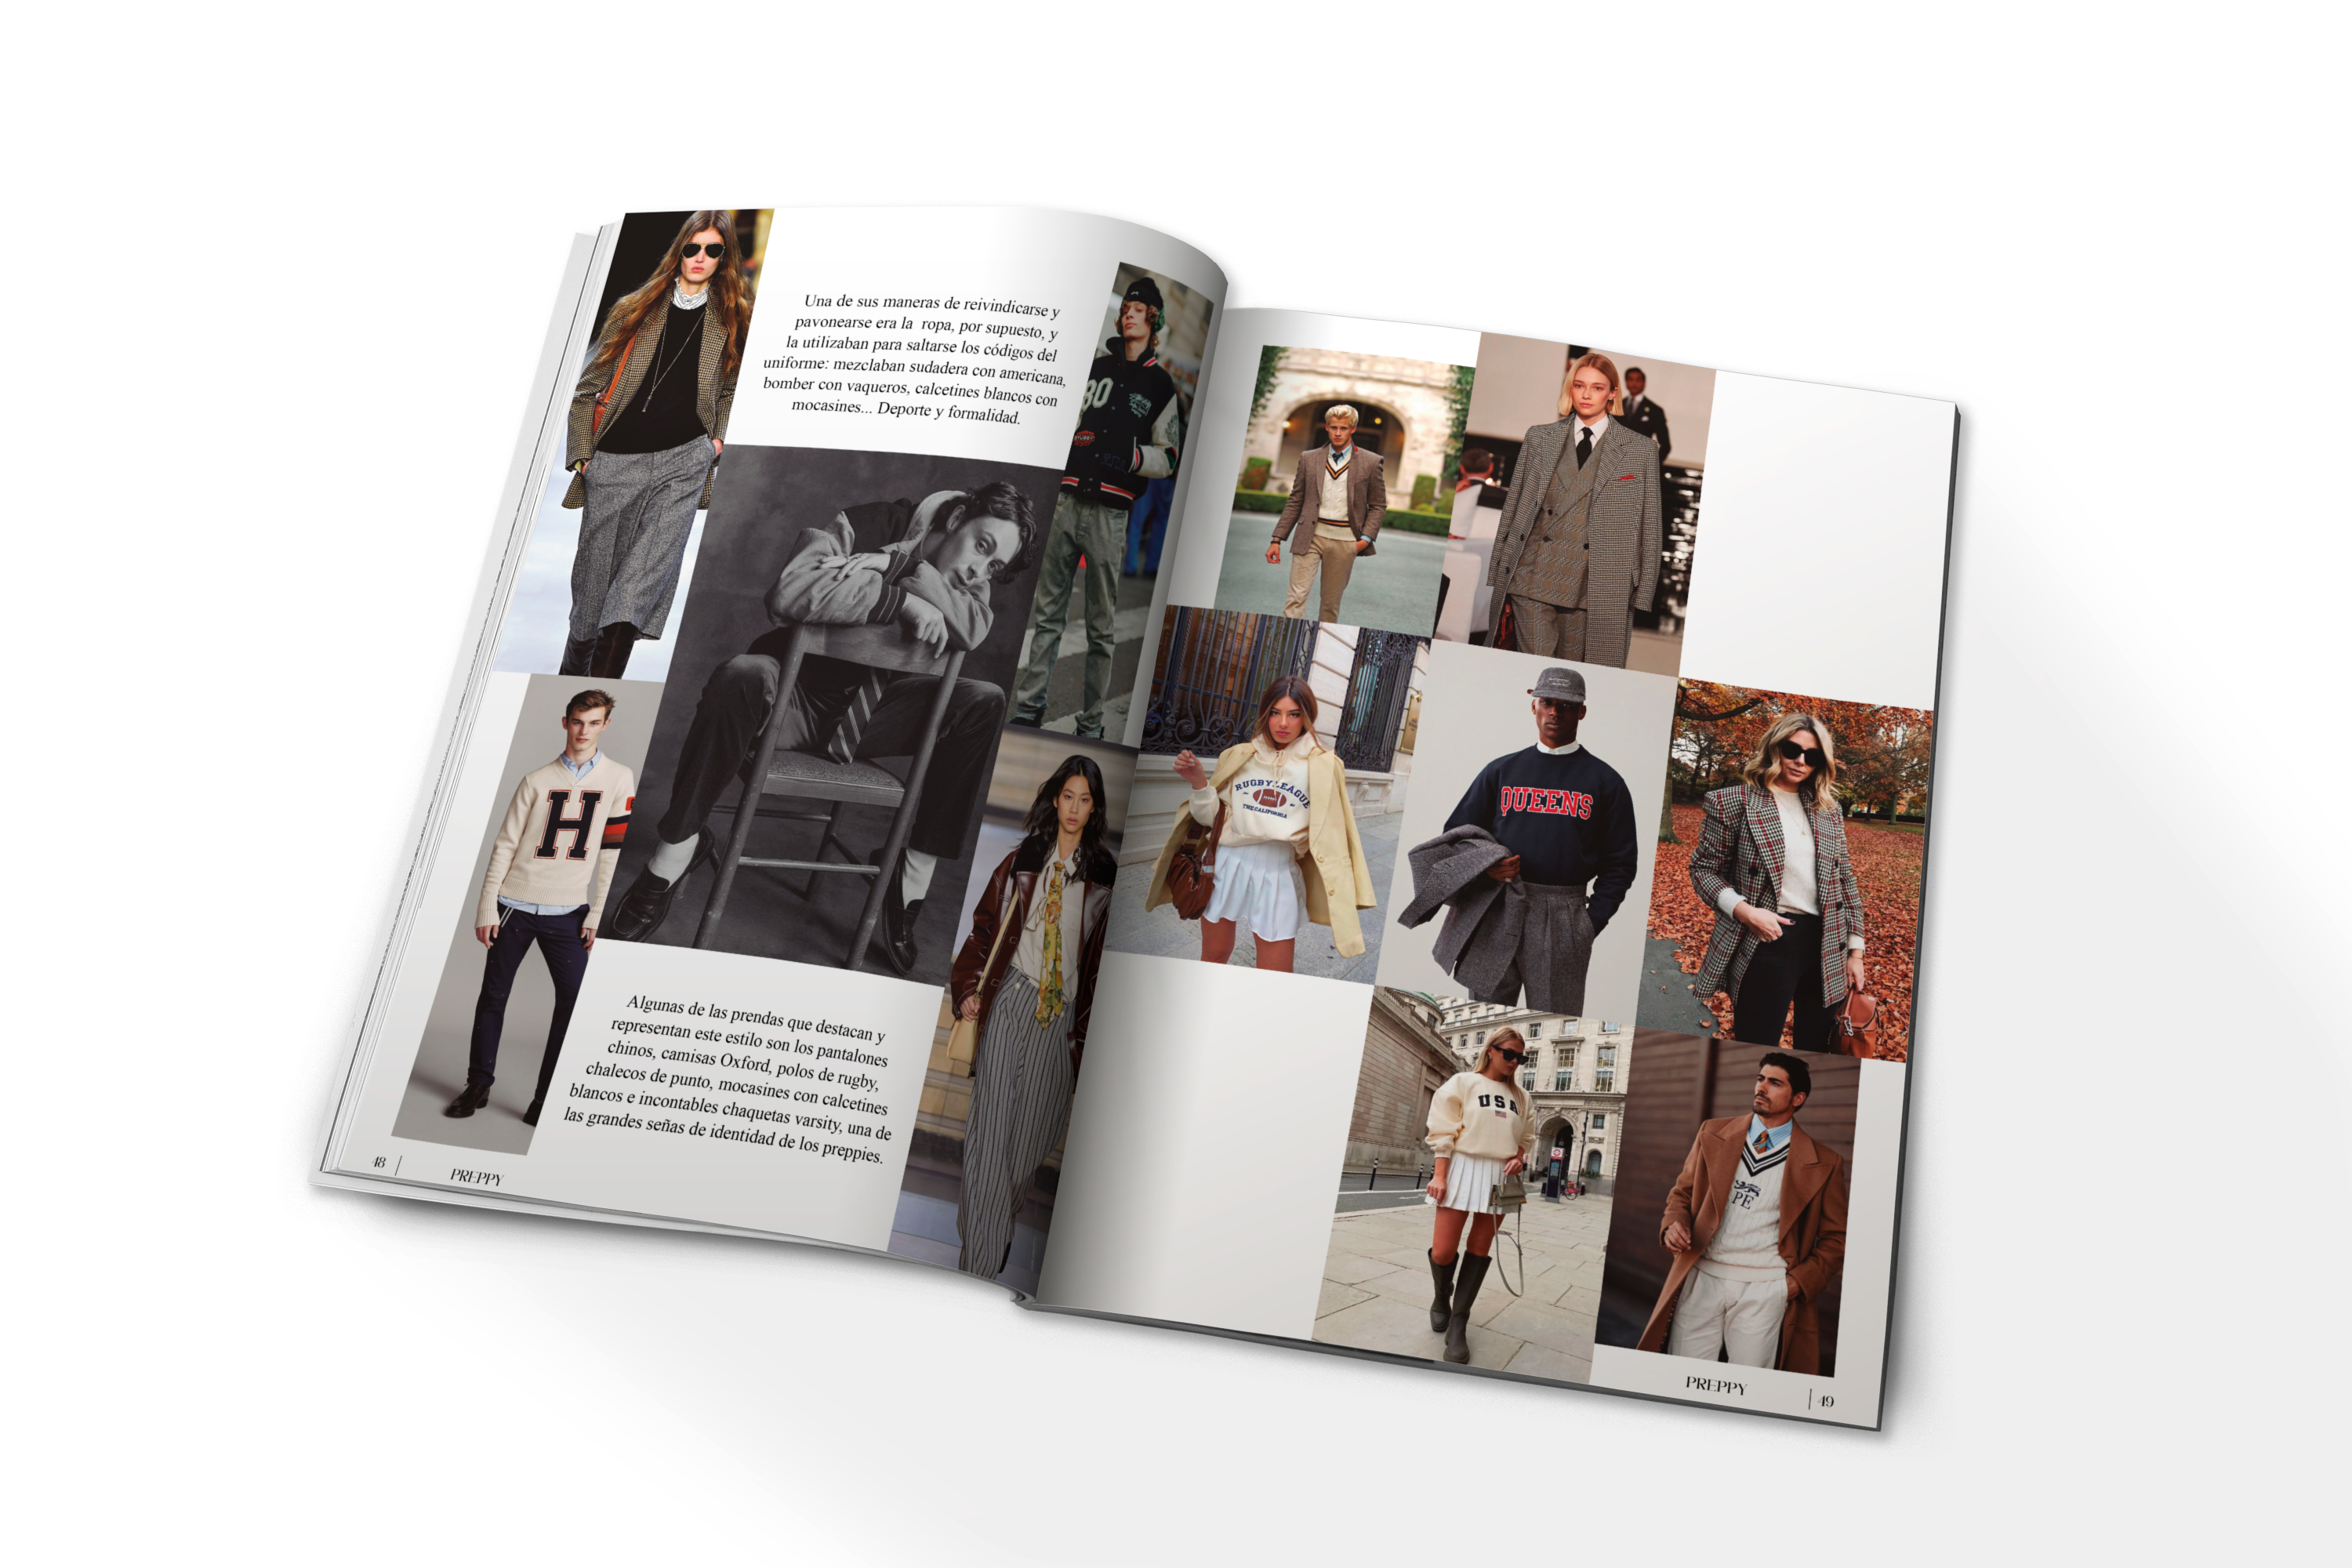 Una de sus maneras de reivindicarse y
pavonearse era la ropa, por supuesto, y
la utilizaban para saltarse los códigos del
uniforme: mezclaban sudadera con americana,
bomber con vaqueros, calcetines blancos con
mocasines... Deporte y formalidad.
80
H
Algunas de las prendas que destacan y
representan este estilo son los pantalones
chinos, camisas Oxford, polos de rugby,
chalecos de punto, mocasines con calcetines
blancos e incontables chaquetas varsity, una de
las grandes señas de identidad de los preppies.
48
PREPPY
RUGBY LEAGUE
THE CALIFORNIA
QUEENS
USA
PE
PREPPY
49